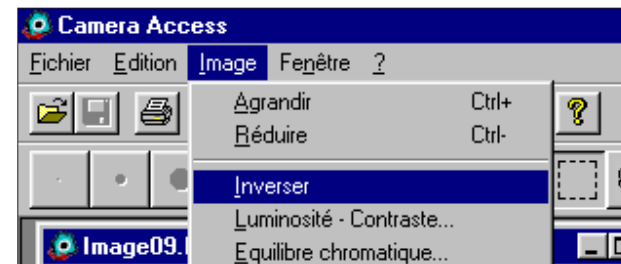 Camera Access
Fichier Edition Image Fenêtre ?
Agrandir Ctrl+
Réduire Ctrl-
Inverser
Luminosité - Contraste...
Equilibre chromatique...
Image09.